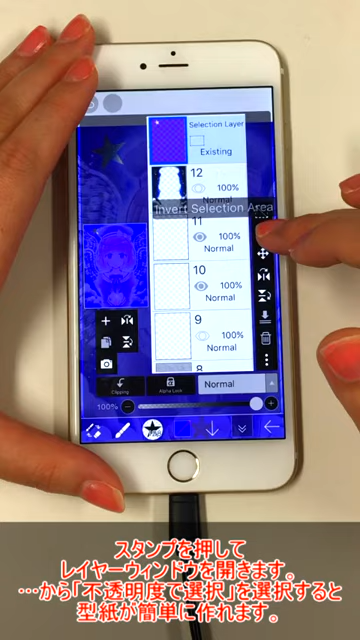 Selection Layer
Existing
12
100%
Invert Selection Area
11
100%
Normal
10
100%
Normal
9
100%
Normal
8
Clipping
Alpha Lock
Normal
100%
スタンプを押して
レイヤーウィンドウを開きます。
…から「不透明度で選択」を選択すると
型紙が簡単に作れます。